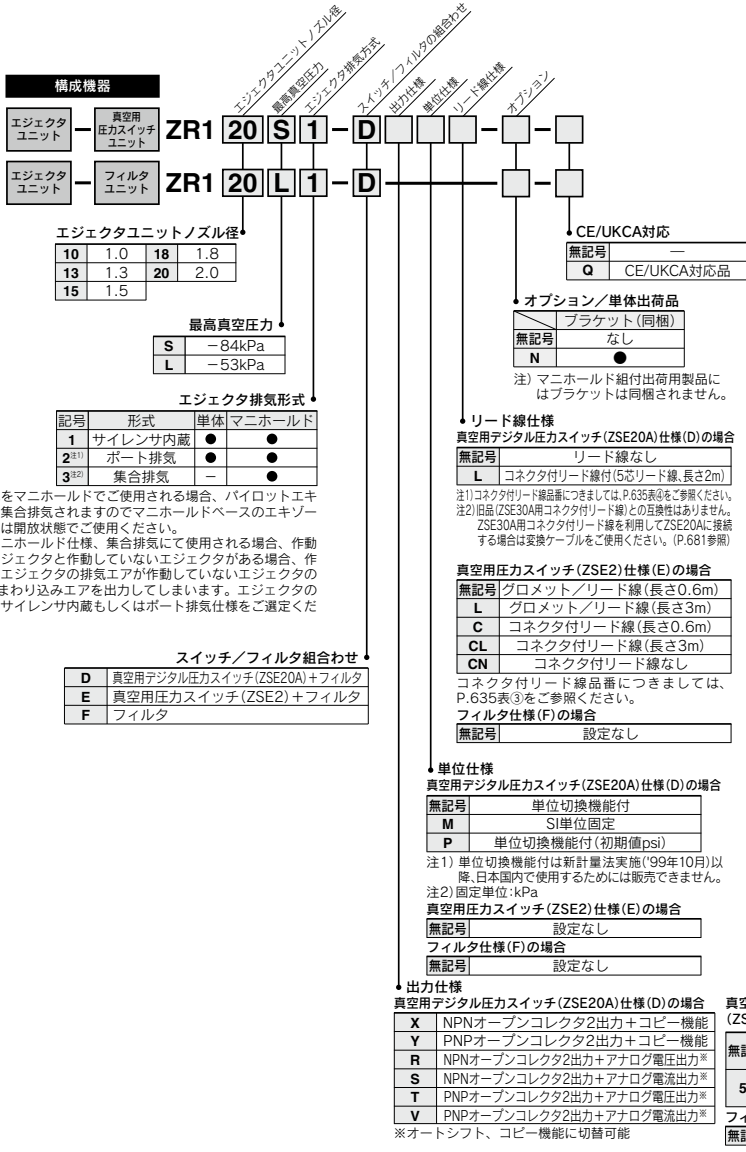 エジェクタユニットノズル径
最高真空圧力
エジェクタ排気方式
スイッチ／フィルタの組合わせ
出力仕様
単位仕様
リード線仕様
オプション
構成機器
エジェクタユニット ー 真空用圧力スイッチユニット ZR1 20 S 1 － D － －
エジェクタユニット ー フィルタユニット ZR1 20 L 1 － D － －
エジェクタユニットノズル径
10 1.0 18 1.8
13 1.3 20 2.0
15 1.5
最高真空圧力
S －84kPa
L －53kPa
エジェクタ排気形式
記号 形式 単体 マニホールド
1 サイレンサ内蔵 ● ●
2注1) ポート排気 ● ●
3注2) 集合排気 － ●
をマニホールドでご使用される場合、パイロットエキ
集合排気されますのでマニホールドベースのエキゾー
は開放状態でご使用ください。
ニホールド仕様、集合排気にて使用される場合、作動
ジェクタと作動していないエジェクタがある場合、作
エジェクタの排気エアが作動していないエジェクタの
まわり込みエアを出力してしまいます。エジェクタの
サイレンサ内蔵もしくはポート排気仕様をご選定くだ
スイッチ／フィルタ組合わせ
D 真空用デジタル圧力スイッチ(ZSE20A)＋フィルタ
E 真空用圧力スイッチ(ZSE2)＋フィルタ
F フィルタ
CE/UKCA対応
無記号 ―
Q CE/UKCA対応品
オプション／単体出荷品
ブラケット(同梱)
無記号 なし
N ●
注) マニホールド組付出荷用製品に
はブラケットは同梱されません。
リード線仕様
真空用デジタル圧力スイッチ(ZSE20A)仕様(D)の場合
無記号 リード線なし
L コネクタ付リード線付(5芯リード線、長さ2m)
注1)コネクタ付リード線品番につきましては、P.635表④をご参照ください。
注2)旧品(ZSE30A用コネクタリード線)との互換性はありません。
ZSE30A用コネクタリード線を利用してZSE20Aに接続
する場合は変換ケーブルをご使用ください。(P.681参照)
真空用圧力スイッチ(ZSE2)仕様(E)の場合
無記号 グロメット／リード線(長さ0.6m)
L グロメット／リード線(長さ3m)
C コネクタ付リード線(長さ0.6m)
CL コネクタ付リード線(長さ3m)
CN コネクタ付リード線なし
コネクタ付リード線品番につきましては、
P.635表③をご参照ください。
フィルタ仕様(F)の場合
無記号 設定なし
単位仕様
真空用デジタル圧力スイッチ(ZSE20A)仕様(D)の場合
無記号 単位切換機能付
M SI単位固定
P 単位切換機能付(初期値psi)
注1) 単位切換機能付は新計量法実施('99年10月)以
降、日本国内で使用するためには販売できません。
注2)固定単位：kPa
真空用圧力スイッチ(ZSE2)仕様(E)の場合
無記号 設定なし
フィルタ仕様(F)の場合
無記号 設定なし
出力仕様
真空用デジタル圧力スイッチ(ZSE20A)仕様(D)の場合
X NPNオープンコレクタ2出力＋コピー機能
Y PNPオープンコレクタ2出力＋コピー機能
R NPNオープンコレクタ2出力＋アナログ電圧出力※
S NPNオープンコレクタ2出力＋アナログ電流出力※
T PNPオープンコレクタ2出力＋アナログ電圧出力※
V PNPオープンコレクタ2出力＋アナログ電流出力※
※オートシフト、コピー機能に切替可能
真空
(ZS
無記
5
フィ
無記